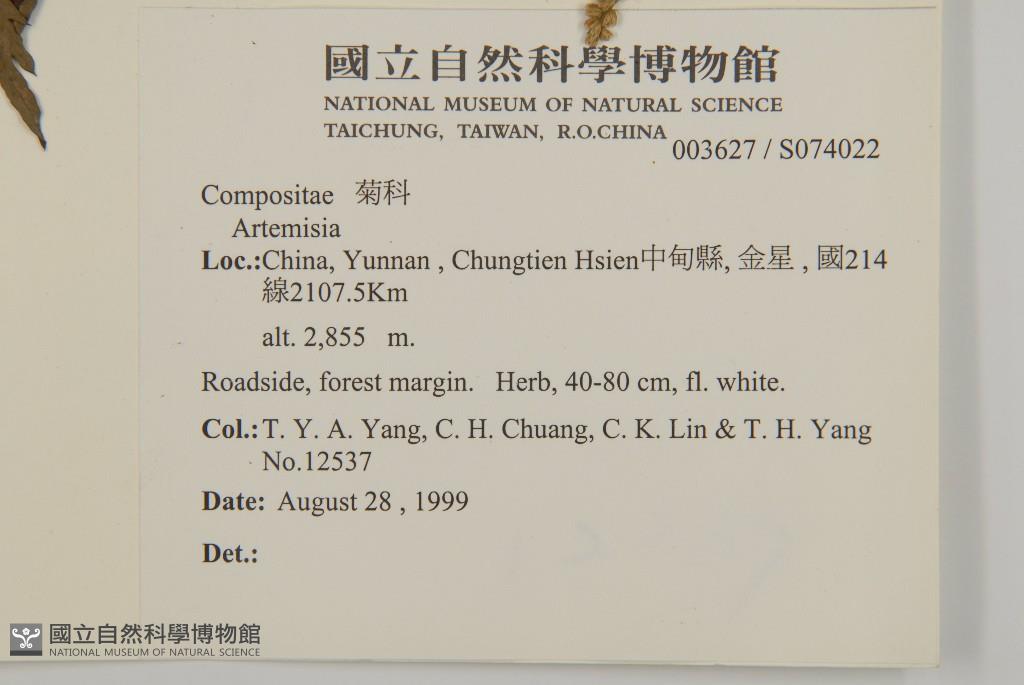 國立自然科學博物館
NATIONAL MUSEUM OF NATURAL SCIENCE
TAICHUNG, TAIWAN, R.O.CHINA
003627 / S074022
Compositae 菊科
Artemisia
Loc.:China, Yunnan , Chungtien Hsien中甸縣, 金星 , 國214
線2107.5Km
alt. 2,855 m.
Roadside, forest margin. Herb, 40-80 cm, fl. white.
Col.: T. Y. A. Yang, C. H. Chuang, C. K. Lin & T. H. Yang
No.12537
Date: August 28 , 1999
Det.:
國立自然科學博物館
NATIONAL MUSEUM OF NATURAL SCIENCE